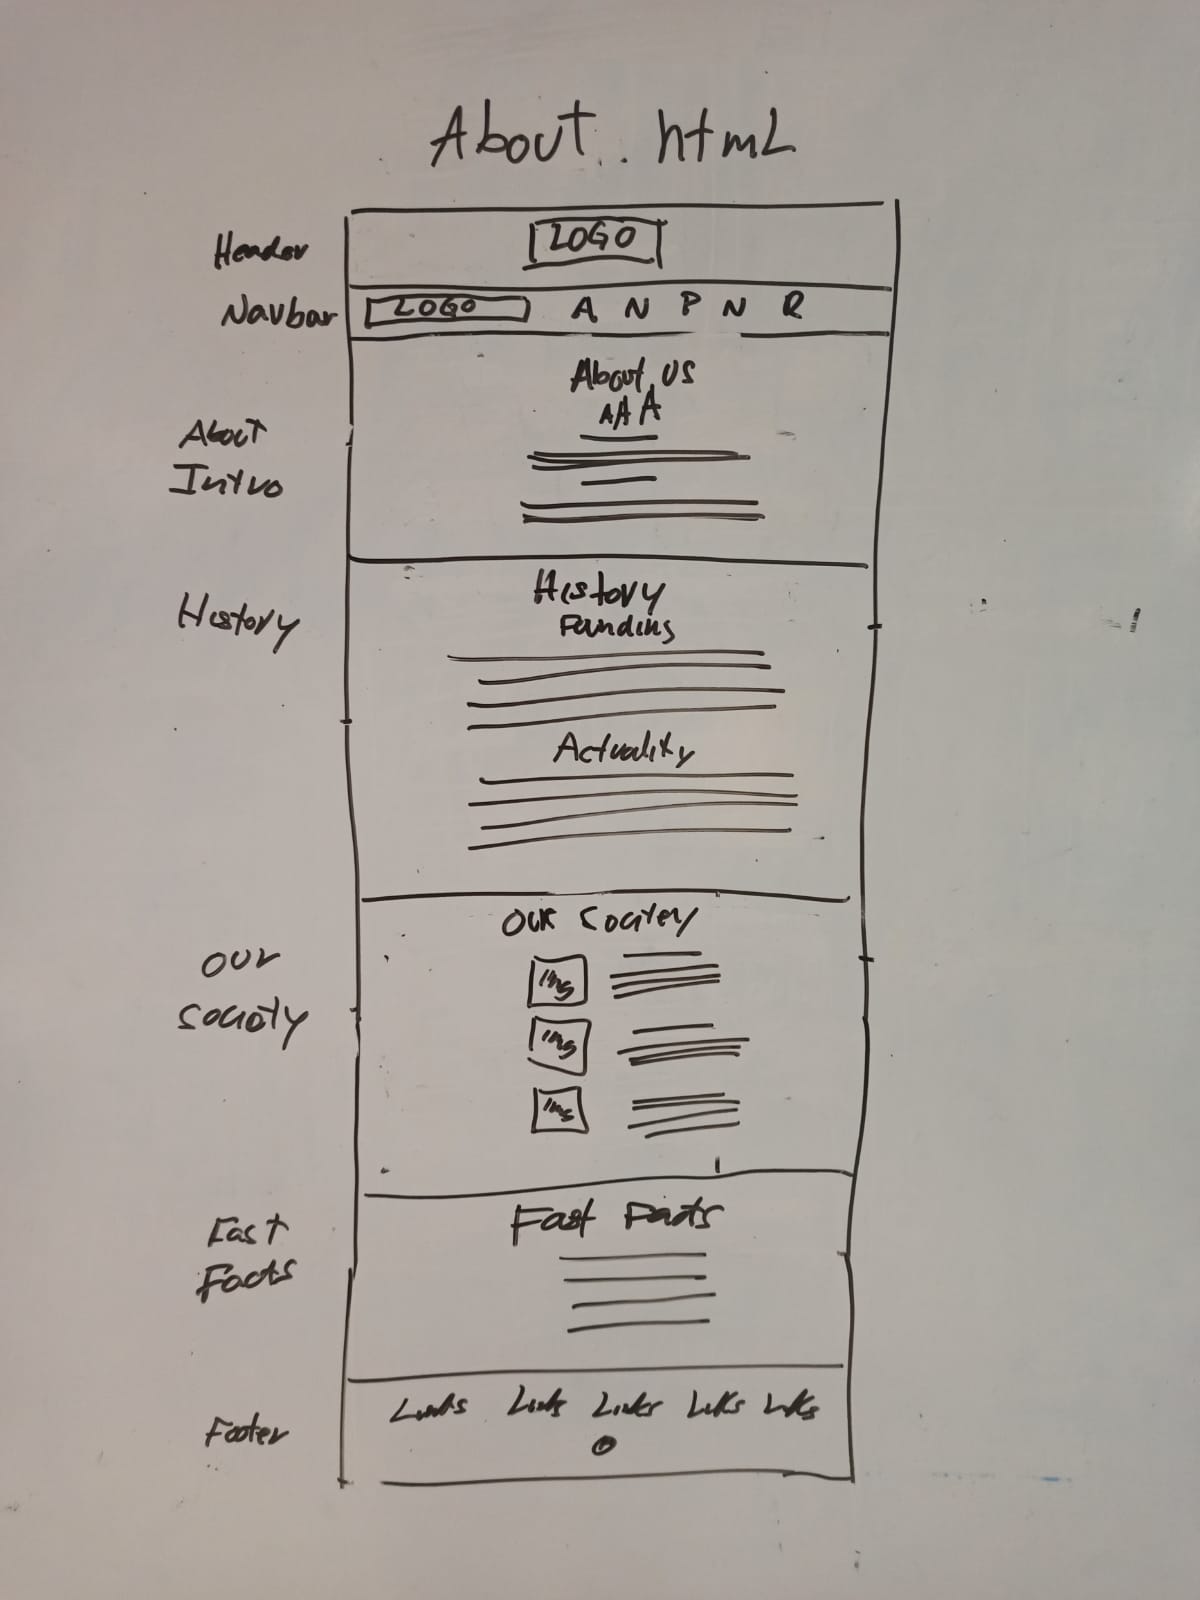 About.html
Header
LOGO
Navbar
LOGO A N P N R
About US
AAA
About
Intro
History
History
Funding
Actuality
Our Society
Our
Society
Img
Img
Img
Fast Facts
Fast
Facts
Links Links Links Links Links
Footer